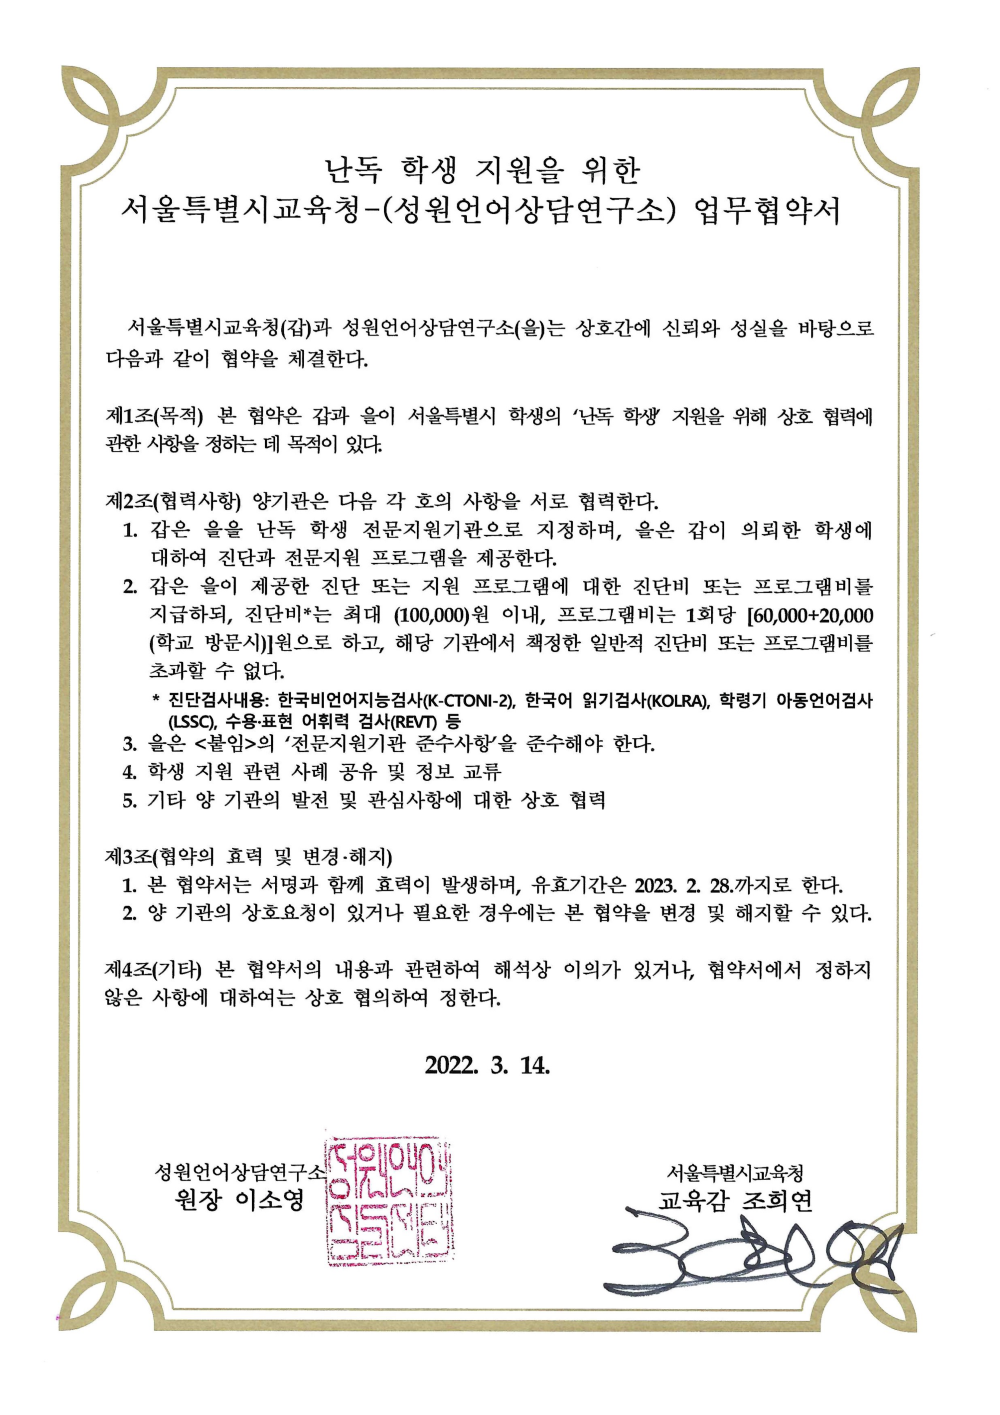 난독 학생 지원을 위한
서울특별시교육청-(성원언어상담연구소) 업무협약서
서울특별시교육청(갑)과 성원언어상담연구소(을)는 상호간에 신뢰와 성실을 바탕으로
다음과 같이 협약을 체결한다.
제1조(목적) 본 협약은 갑과 을이 서울특별시 학생의 '난독 학생' 지원을 위해 상호 협력에
관한 사항을 정하는 데 목적이 있다.
제2조(협력사항) 양기관은 다음 각 호의 사항을 서로 협력한다.
1. 갑은 을을 난독 학생 전문지원기관으로 지정하며, 을은 갑이 의뢰한 학생에
대하여 진단과 전문지원 프로그램을 제공한다.
2. 갑은 을이 제공한 진단 또는 지원 프로그램에 대한 진단비 또는 프로그램비를
지급하되, 진단비*는 최대 (100,000)원 이내, 프로그램비는 1회당 [60,000+20,000
(학교 방문시)]원으로 하고, 해당 기관에서 책정한 일반적 진단비 또는 프로그램비를
초과할 수 없다.
* 진단검사내용: 한국비언어지능검사(K-CTONI-2), 한국어 읽기검사(KOLRA), 학령기 아동언어검사
(LSSC), 수용·표현 어휘력 검사(REVT) 등
3. 을은 <붙임>의 '전문지원기관 준수사항'을 준수해야 한다.
4. 학생 지원 관련 사례 공유 및 정보 교류
5. 기타 양 기관의 발전 및 관심사항에 대한 상호 협력
제3조(협약의 효력 및 변경·해지)
1. 본 협약서는 서명과 함께 효력이 발생하며, 유효기간은 2023. 2. 28.까지로 한다.
2. 양 기관의 상호요청이 있거나 필요한 경우에는 본 협약을 변경 및 해지할 수 있다.
제4조(기타) 본 협약서의 내용과 관련하여 해석상 이의가 있거나, 협약서에서 정하지
않은 사항에 대하여는 상호 협의하여 정한다.
2022. 3. 14.
성원언어상담연구소
원장 이소영
서울특별시교육청
교육감 조희연